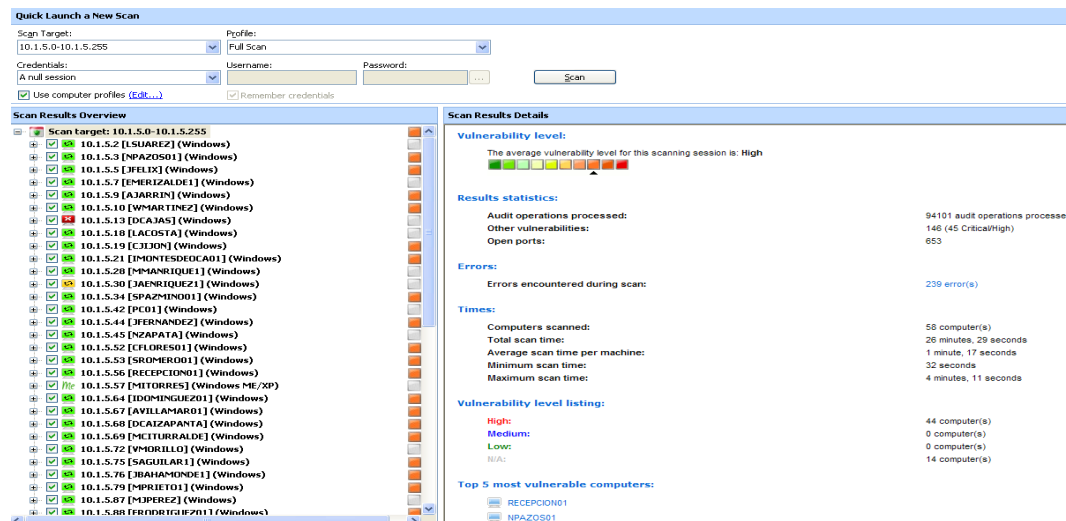 Quick Launch a New Scan
Scan Target:
Profile:
10.1.5.0-10.1.5.255
Full Scan
Credentials:
Username:
Password:
A null session
...
Scan
Use computer profiles (Edit...)
Remember credentials
Scan Results Overview
Scan target: 10.1.5.0-10.1.5.255
10.1.5.2 [LSUAREZ] (Windows)
10.1.5.3 [NPAZOS01] (Windows)
10.1.5.5 [JFELIX] (Windows)
10.1.5.7 [EMERIZALDE1] (Windows)
10.1.5.9 [AJARRIN] (Windows)
10.1.5.10 [WMARTINEZ] (Windows)
10.1.5.13 [DCAJAS] (Windows)
10.1.5.18 [LACOSTA] (Windows)
10.1.5.19 [CJIJON] (Windows)
10.1.5.21 [IMONTESDEOCA01] (Windows)
10.1.5.28 [MMANRIQUE1] (Windows)
10.1.5.30 [JAENRIQUEZ1] (Windows)
10.1.5.34 [SPAZMINO01] (Windows)
10.1.5.42 [PC01] (Windows)
10.1.5.44 [JFERNANDEZ] (Windows)
10.1.5.45 [NZAPATA] (Windows)
10.1.5.52 [CFLORES01] (Windows)
10.1.5.53 [SROMERO01] (Windows)
10.1.5.56 [RECEPCION01] (Windows)
Me 10.1.5.57 [MITORRES] (Windows ME/XP)
10.1.5.64 [IDOMINGUEZ01] (Windows)
10.1.5.67 [AVILLAMAR01] (Windows)
10.1.5.68 [DCAIZAPANTA] (Windows)
10.1.5.69 [MCITURRALDE] (Windows)
10.1.5.72 [VMORILLO] (Windows)
10.1.5.75 [SAGUILAR1] (Windows)
10.1.5.76 [JBAHAMONDE1] (Windows)
10.1.5.79 [MPRIETO1] (Windows)
10.1.5.87 [MJPEREZ] (Windows)
10.1.5.88 [FRODRIGUEZ01] (Windows)
Scan Results Details
Vulnerability level:
The average vulnerability level for this scanning session is: High
Results statistics:
Audit operations processed: 94101 audit operations processe
Other vulnerabilities: 146 (45 Critical/High)
Open ports: 653
Errors:
Errors encountered during scan: 239 error(s)
Times:
Computers scanned: 58 computer(s)
Total scan time: 26 minutes, 29 seconds
Average scan time per machine: 1 minute, 17 seconds
Minimum scan time: 32 seconds
Maximum scan time: 4 minutes, 11 seconds
Vulnerability level listing:
High: 44 computer(s)
Medium: 0 computer(s)
Low: 0 computer(s)
N/A: 14 computer(s)
Top 5 most vulnerable computers:
RECEPCION01
NPAZOS01